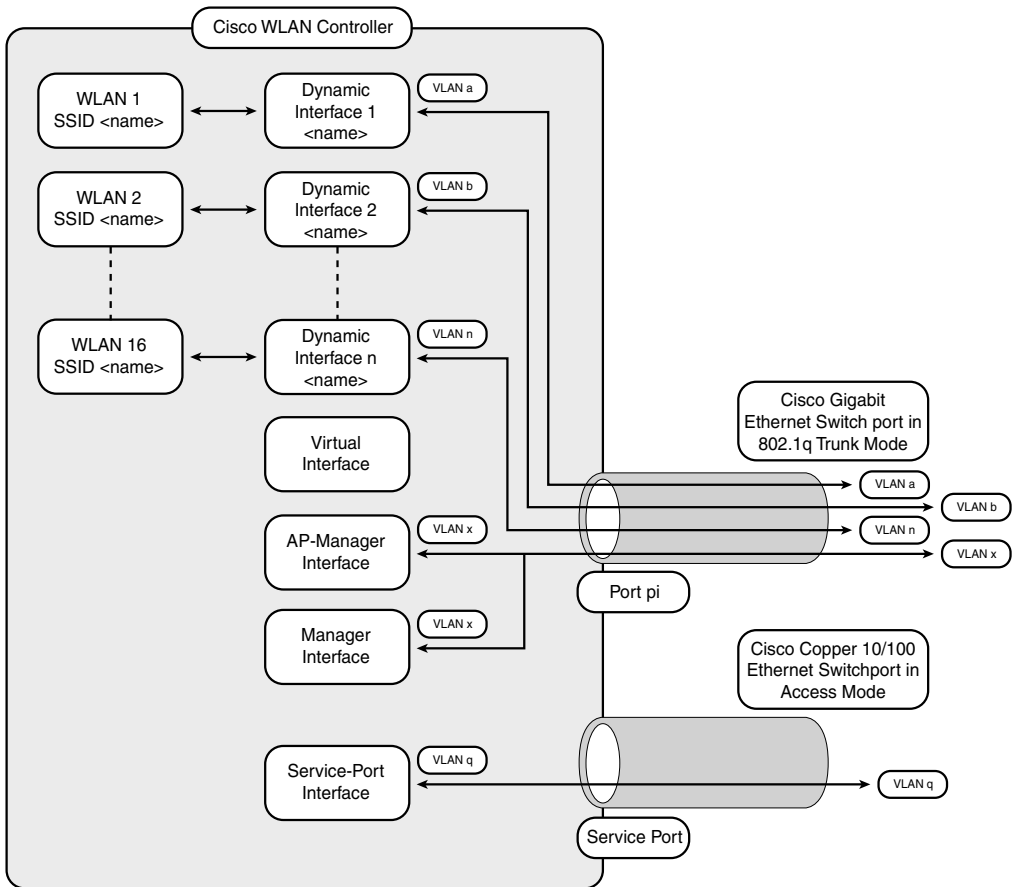 Cisco WLAN Controller
WLAN 1
SSID <name>
Dynamic
Interface 1
<name>
VLAN a
WLAN 2
SSID <name>
Dynamic
Interface 2
<name>
VLAN b
WLAN 16
SSID <name>
Dynamic
Interface n
<name>
VLAN n
Virtual
Interface
AP-Manager
Interface
VLAN x
Manager
Interface
VLAN x
Service-Port
Interface
VLAN q
Cisco Gigabit
Ethernet Switch port in
802.1q Trunk Mode
VLAN a
VLAN b
VLAN n
VLAN x
Port pi
Cisco Copper 10/100
Ethernet Switchport in
Access Mode
VLAN q
Service Port